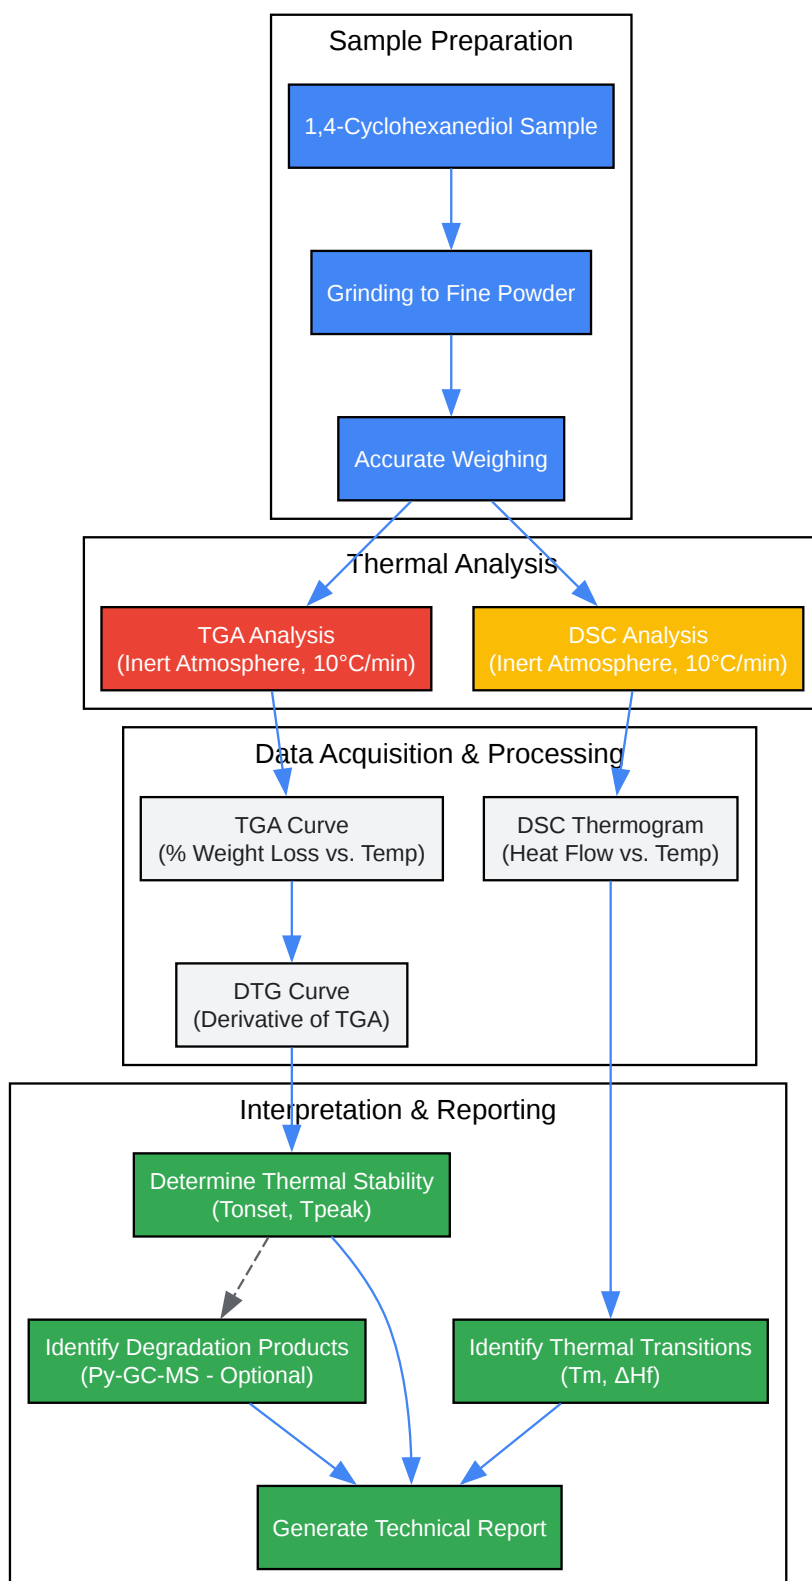 Sample Preparation
1,4-Cyclohexanediol Sample
Grinding to Fine Powder
Accurate Weighing
Thermal Analysis
TGA Analysis
(Inert Atmosphere, 10°C/min)
DSC Analysis
(Inert Atmosphere, 10°C/min)
Data Acquisition & Processing
TGA Curve
(% Weight Loss vs. Temp)
DSC Thermogram
(Heat Flow vs. Temp)
DTG Curve
(Derivative of TGA)
Interpretation & Reporting
Determine Thermal Stability
(Tonset, Tpeak)
Identify Degradation Products
(Py-GC-MS - Optional)
Identify Thermal Transitions
(Tm, ΔHf)
Generate Technical Report